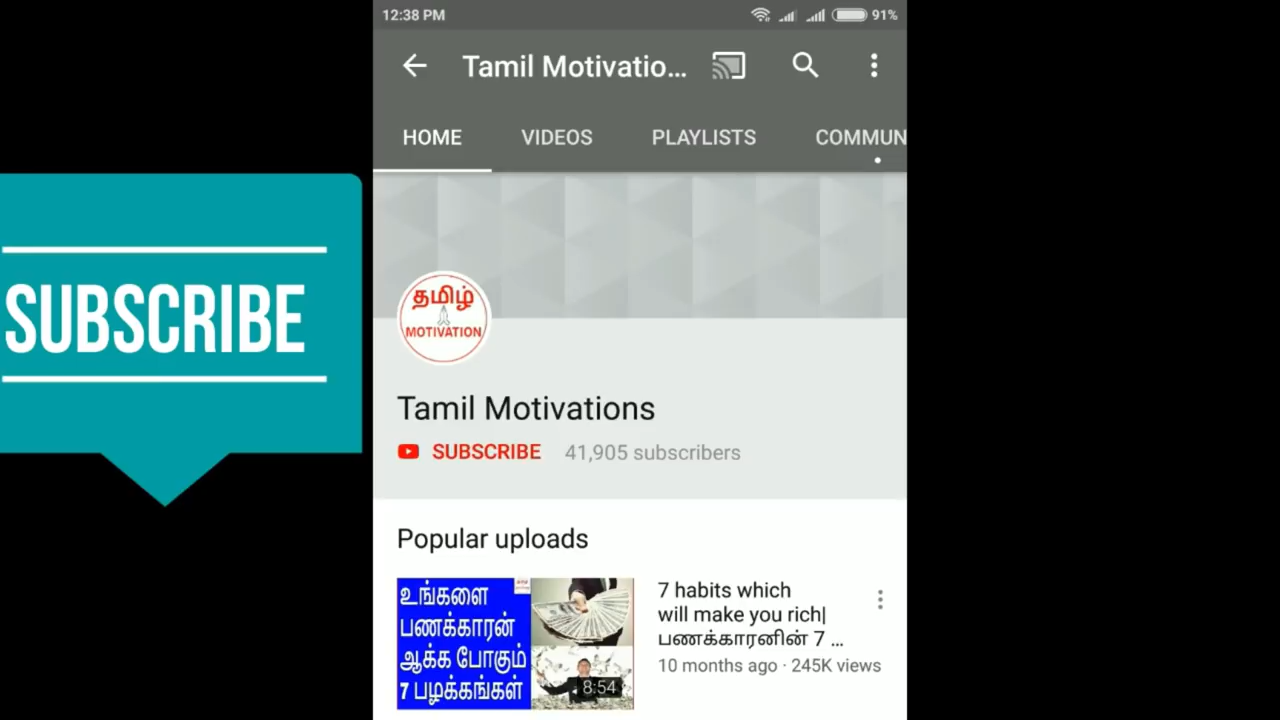 12:38 PM
91%
Tamil Motivatio...
HOME VIDEOS PLAYLISTS COMMUN
SUBSCRIBE
தமிழ்
MOTIVATION
Tamil Motivations
SUBSCRIBE 41,905 subscribers
Popular uploads
உங்களை
பணக்காரன்
ஆக்க போகும்
7 பழக்கங்கள்
8:54
7 habits which
will make you rich|
பணக்காரனின் 7 ...
10 months ago · 245K views